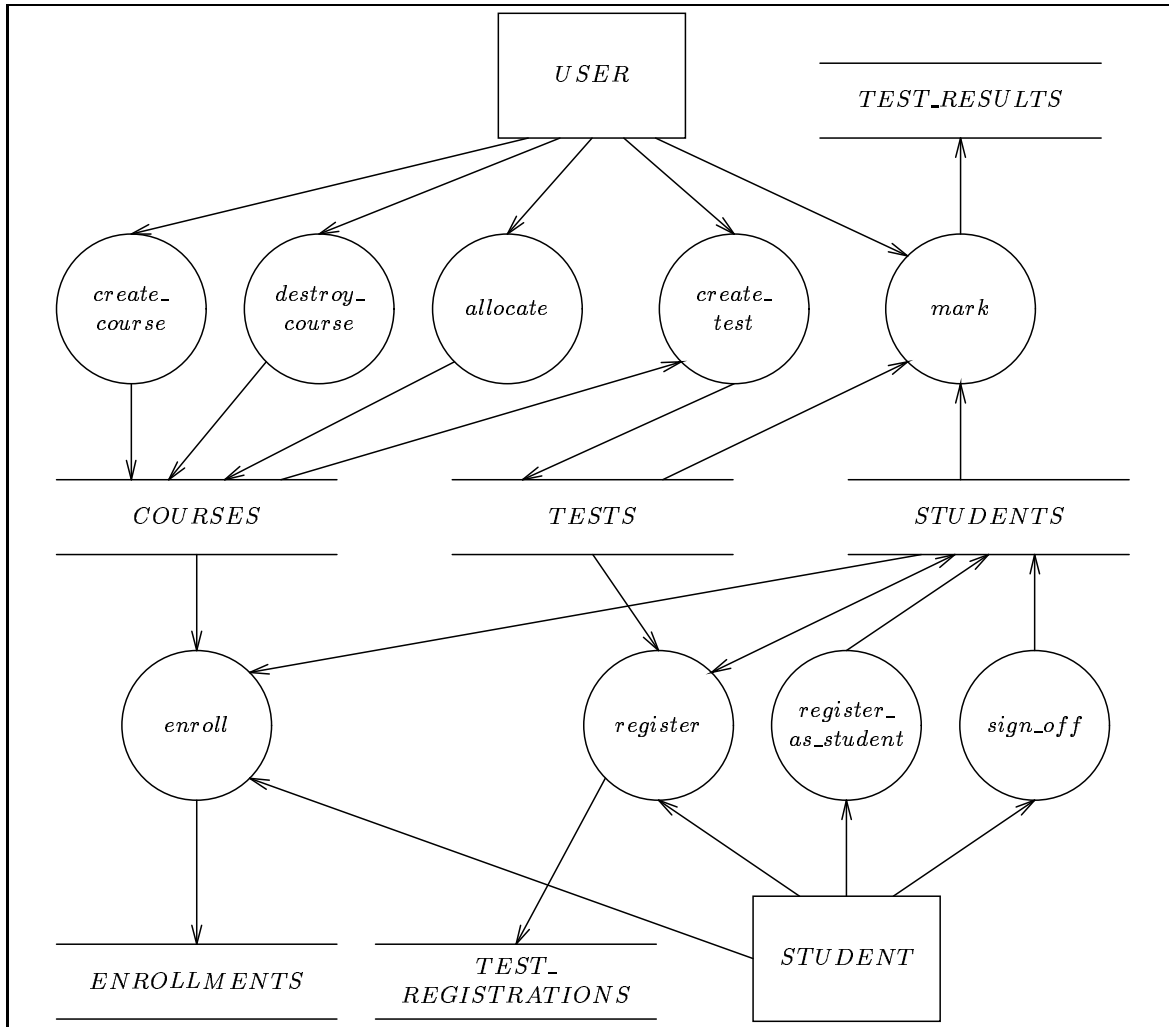 USER
TEST_RESULTS
create_
course
destroy_
course
allocate
create_
test
mark
COURSES
TESTS
STUDENTS
enroll
register
register_
as_student
sign_off
ENROLLMENTS
TEST_
REGISTRATIONS
STUDENT